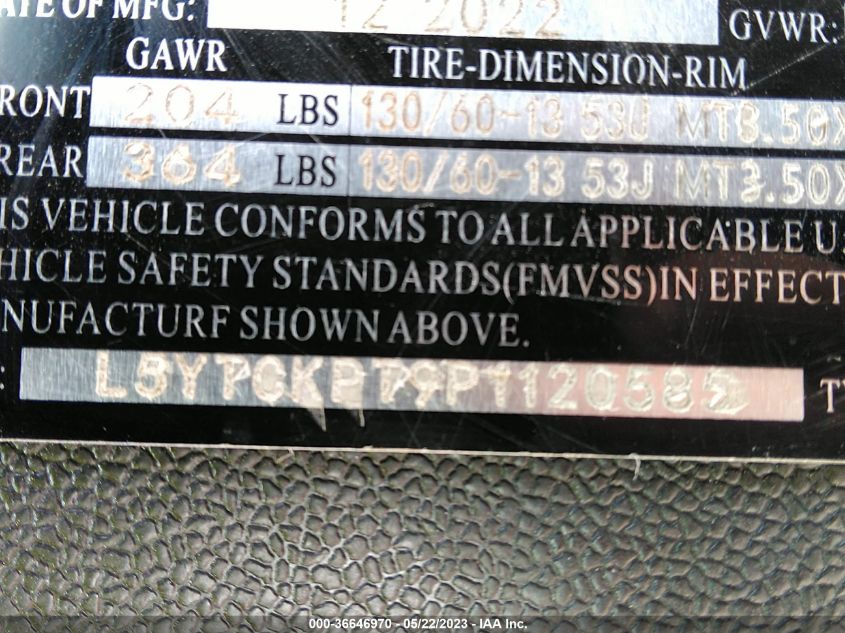 ATE OF MFG: 12 2022 GVWR:
GAWR TIRE-DIMENSION-RIM
RONT 204 LBS 130/60-13 53J MT3.50X
REAR 364 LBS 130/60-13 53J MT3.50X
IS VEHICLE CONFORMS TO ALL APPLICABLE U
HICLE SAFETY STANDARDS(FMVSS)IN EFFECT
NUFACTURF SHOWN ABOVE.
: L5YTCKPT9P1120585 T
000-36646970 - 05/22/2023 - IAA Inc.